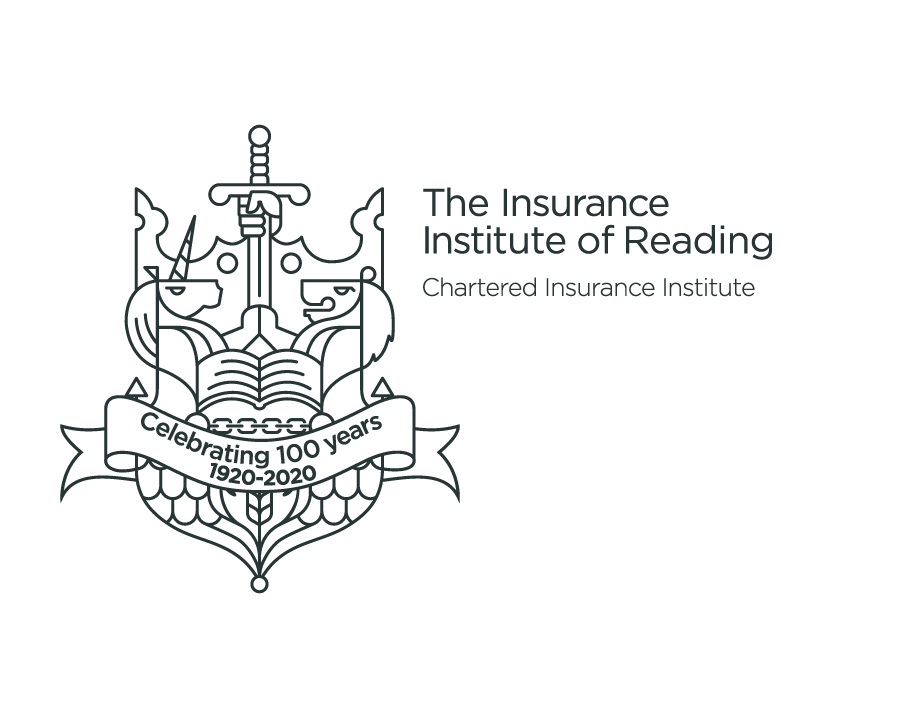 The Insurance
Institute of Reading
Chartered Insurance Institute
Celebrating 100 years
1920-2020